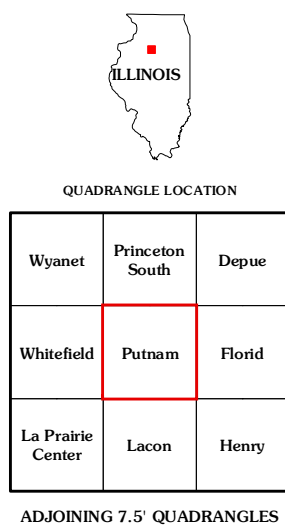 ILLINOIS
QUADRANGLE LOCATION
Wyanet
Princeton
South
Depue
Whitefield
Putnam
Florid
La Prairie
Center
Lacon
Henry
ADJOINING 7.5' QUADRANGLES